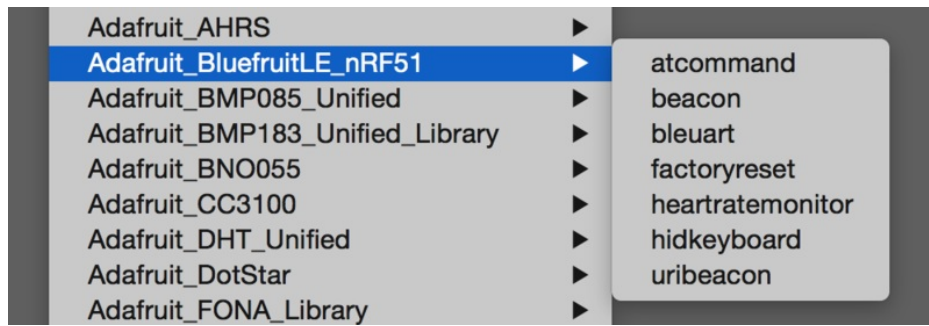 Adafruit_AHRS
Adafruit_BluefruitLE_nRF51
Adafruit_BMP085_Unified
Adafruit_BMP183_Unified_Library
Adafruit_BNO055
Adafruit_CC3100
Adafruit_DHT_Unified
Adafruit_DotStar
Adafruit_FONA_Library
atcommand
beacon
bleuart
factoryreset
heartratemonitor
hidkeyboard
uribeacon